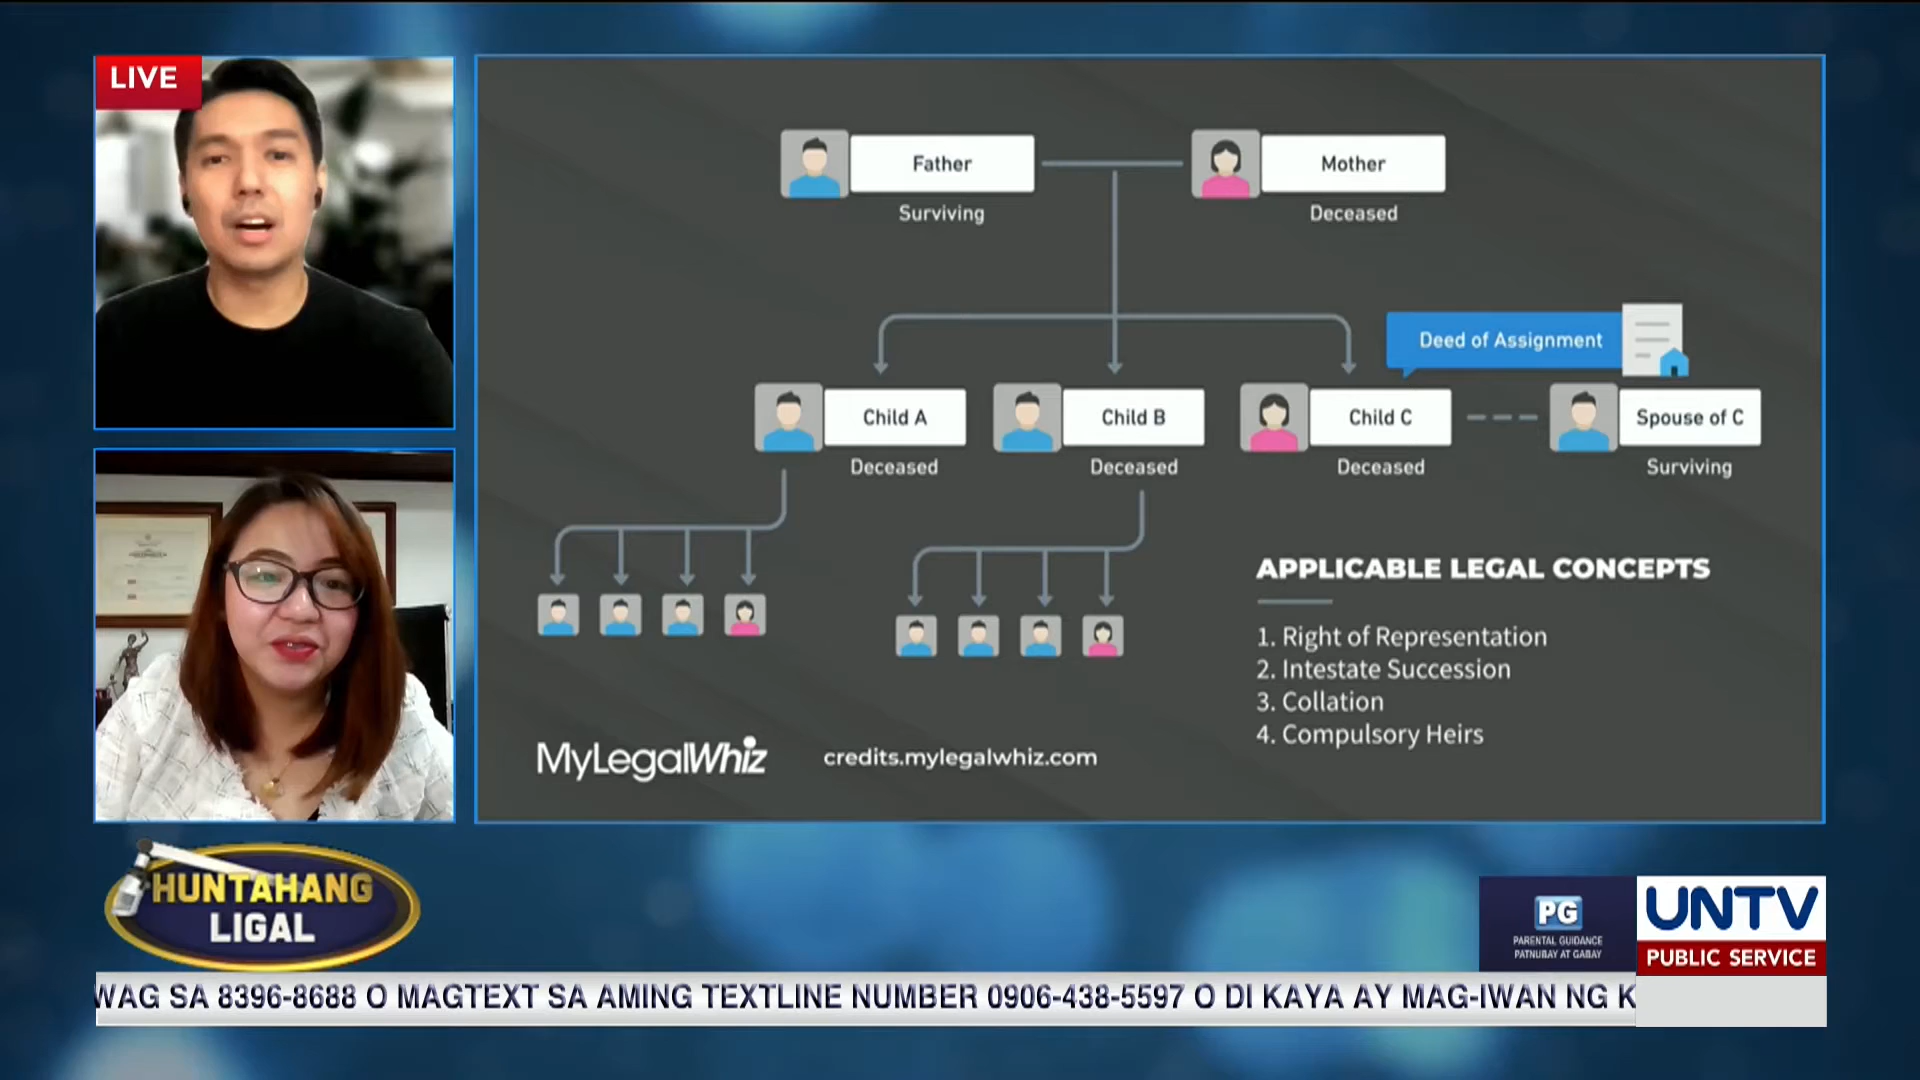 LIVE
Father
Surviving
Mother
Deceased
Deed of Assignment
Child A
Deceased
Child B
Deceased
Child C
Deceased
Spouse of C
Surviving
APPLICABLE LEGAL CONCEPTS
1. Right of Representation
2. Intestate Succession
3. Collation
4. Compulsory Heirs
MyLegalWhiz
credits.mylegalwhiz.com
HUNTAHANG
LIGAL
PG
PARENTAL GUIDANCE
PATNUBAY AT GABAY
UNTV
PUBLIC SERVICE
WAG SA 8396-8688 O MAGTEXT SA AMING TEXTLINE NUMBER 0906-438-5597 O DI KAYA AY MAG-IWAN NG K